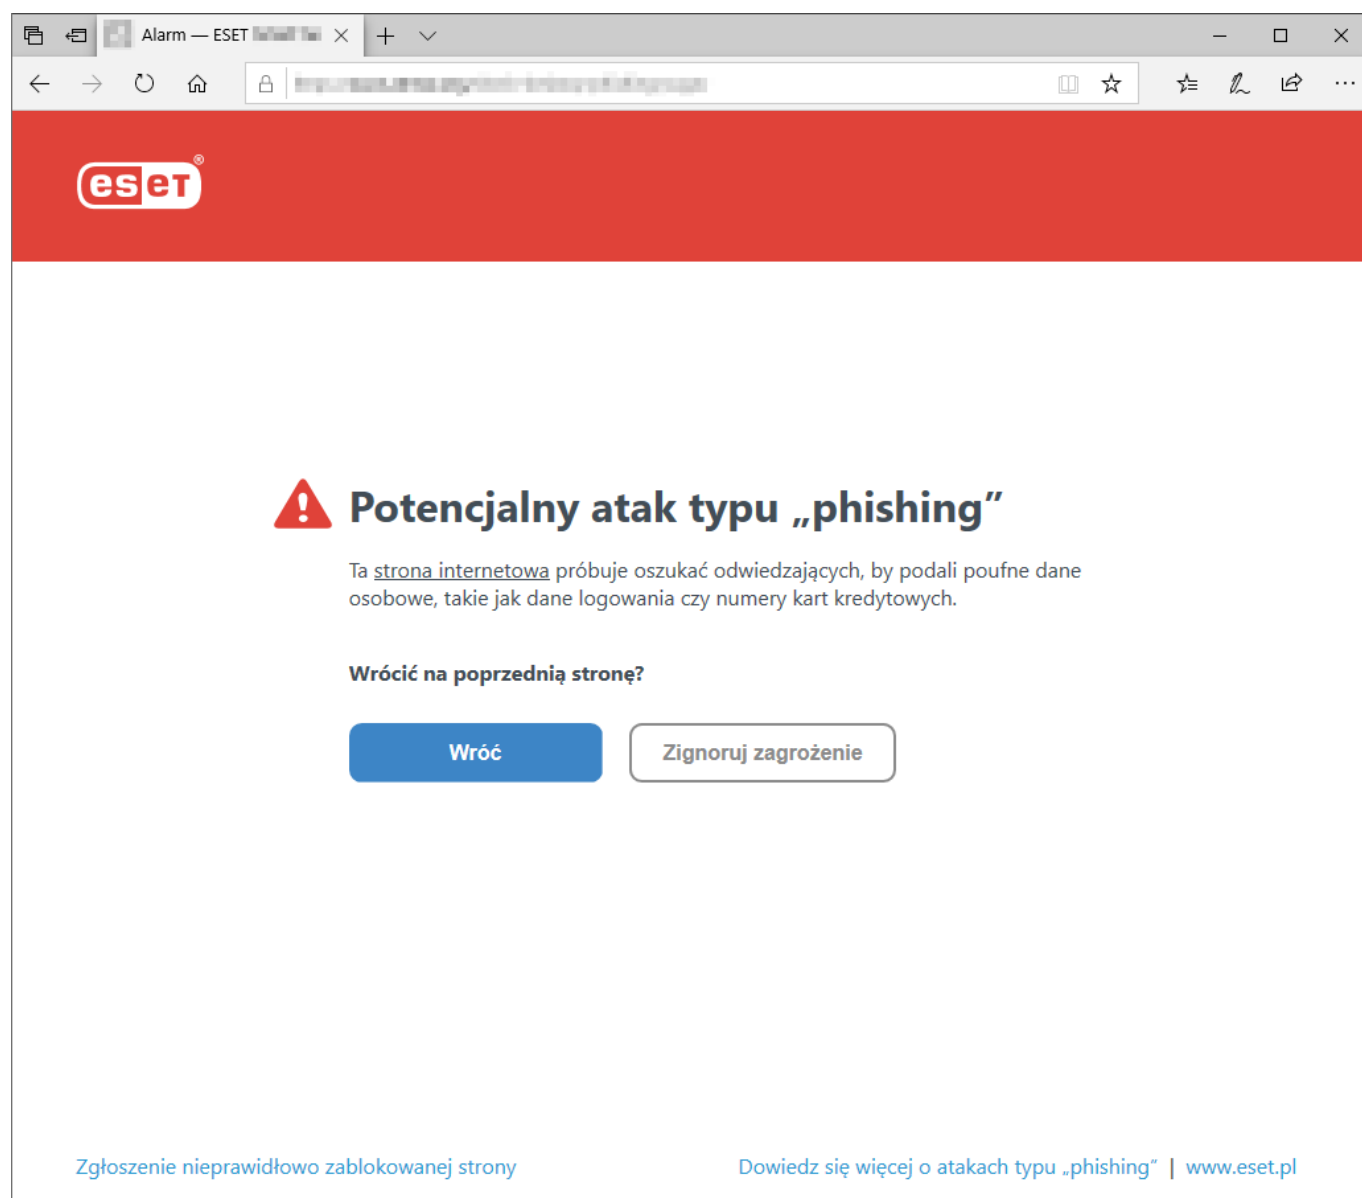 Alarm — ESET
eseT®
Potencjalny atak typu „phishing”
Ta strona internetowa próbuje oszukać odwiedzających, by podali poufne dane
osobowe, takie jak dane logowania czy numery kart kredytowych.
Wrócić na poprzednią stronę?
Wróć
Zignoruj zagrożenie
Zgłoszenie nieprawidłowo zablokowanej strony
Dowiedz się więcej o atakach typu „phishing” | www.eset.pl